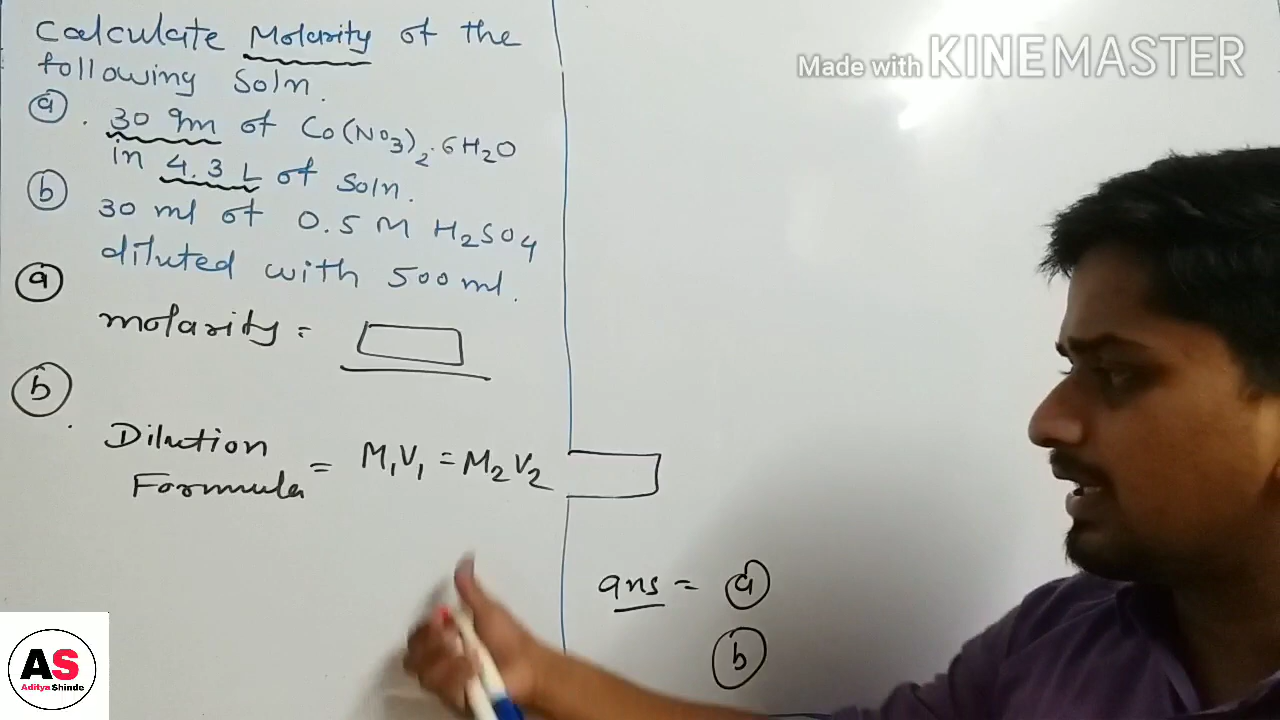 Calculate Molarity of the
following Soln.
Made with KINEMASTER
ⓐ. 30 gm of Co(NO3)2.6H2O
in 4.3 L of Soln.
ⓑ 30 ml of 0.5 M H2SO4
diluted with 500 ml.
ⓐ
molarity =
ⓑ.
Dilution
Formula = M1V1 = M2V2
ans = ⓐ
ⓑ
AS
Aditya Shinde